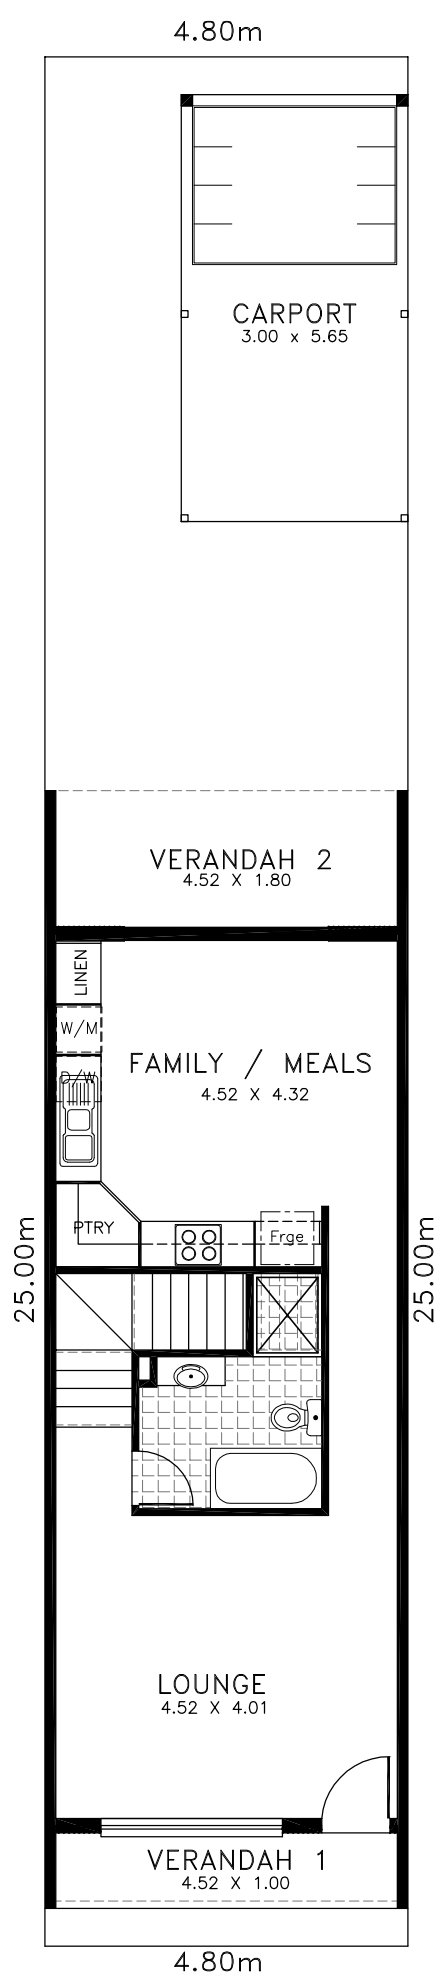 4.80m
CARPORT
3.00 x 5.65
VERANDAH 2
4.52 X 1.80
LINEN
W/M
FAMILY / MEALS
D/W
4.52 X 4.32
PTRY
Frge
25.00m
25.00m
LOUNGE
4.52 X 4.01
VERANDAH 1
4.52 X 1.00
4.80m